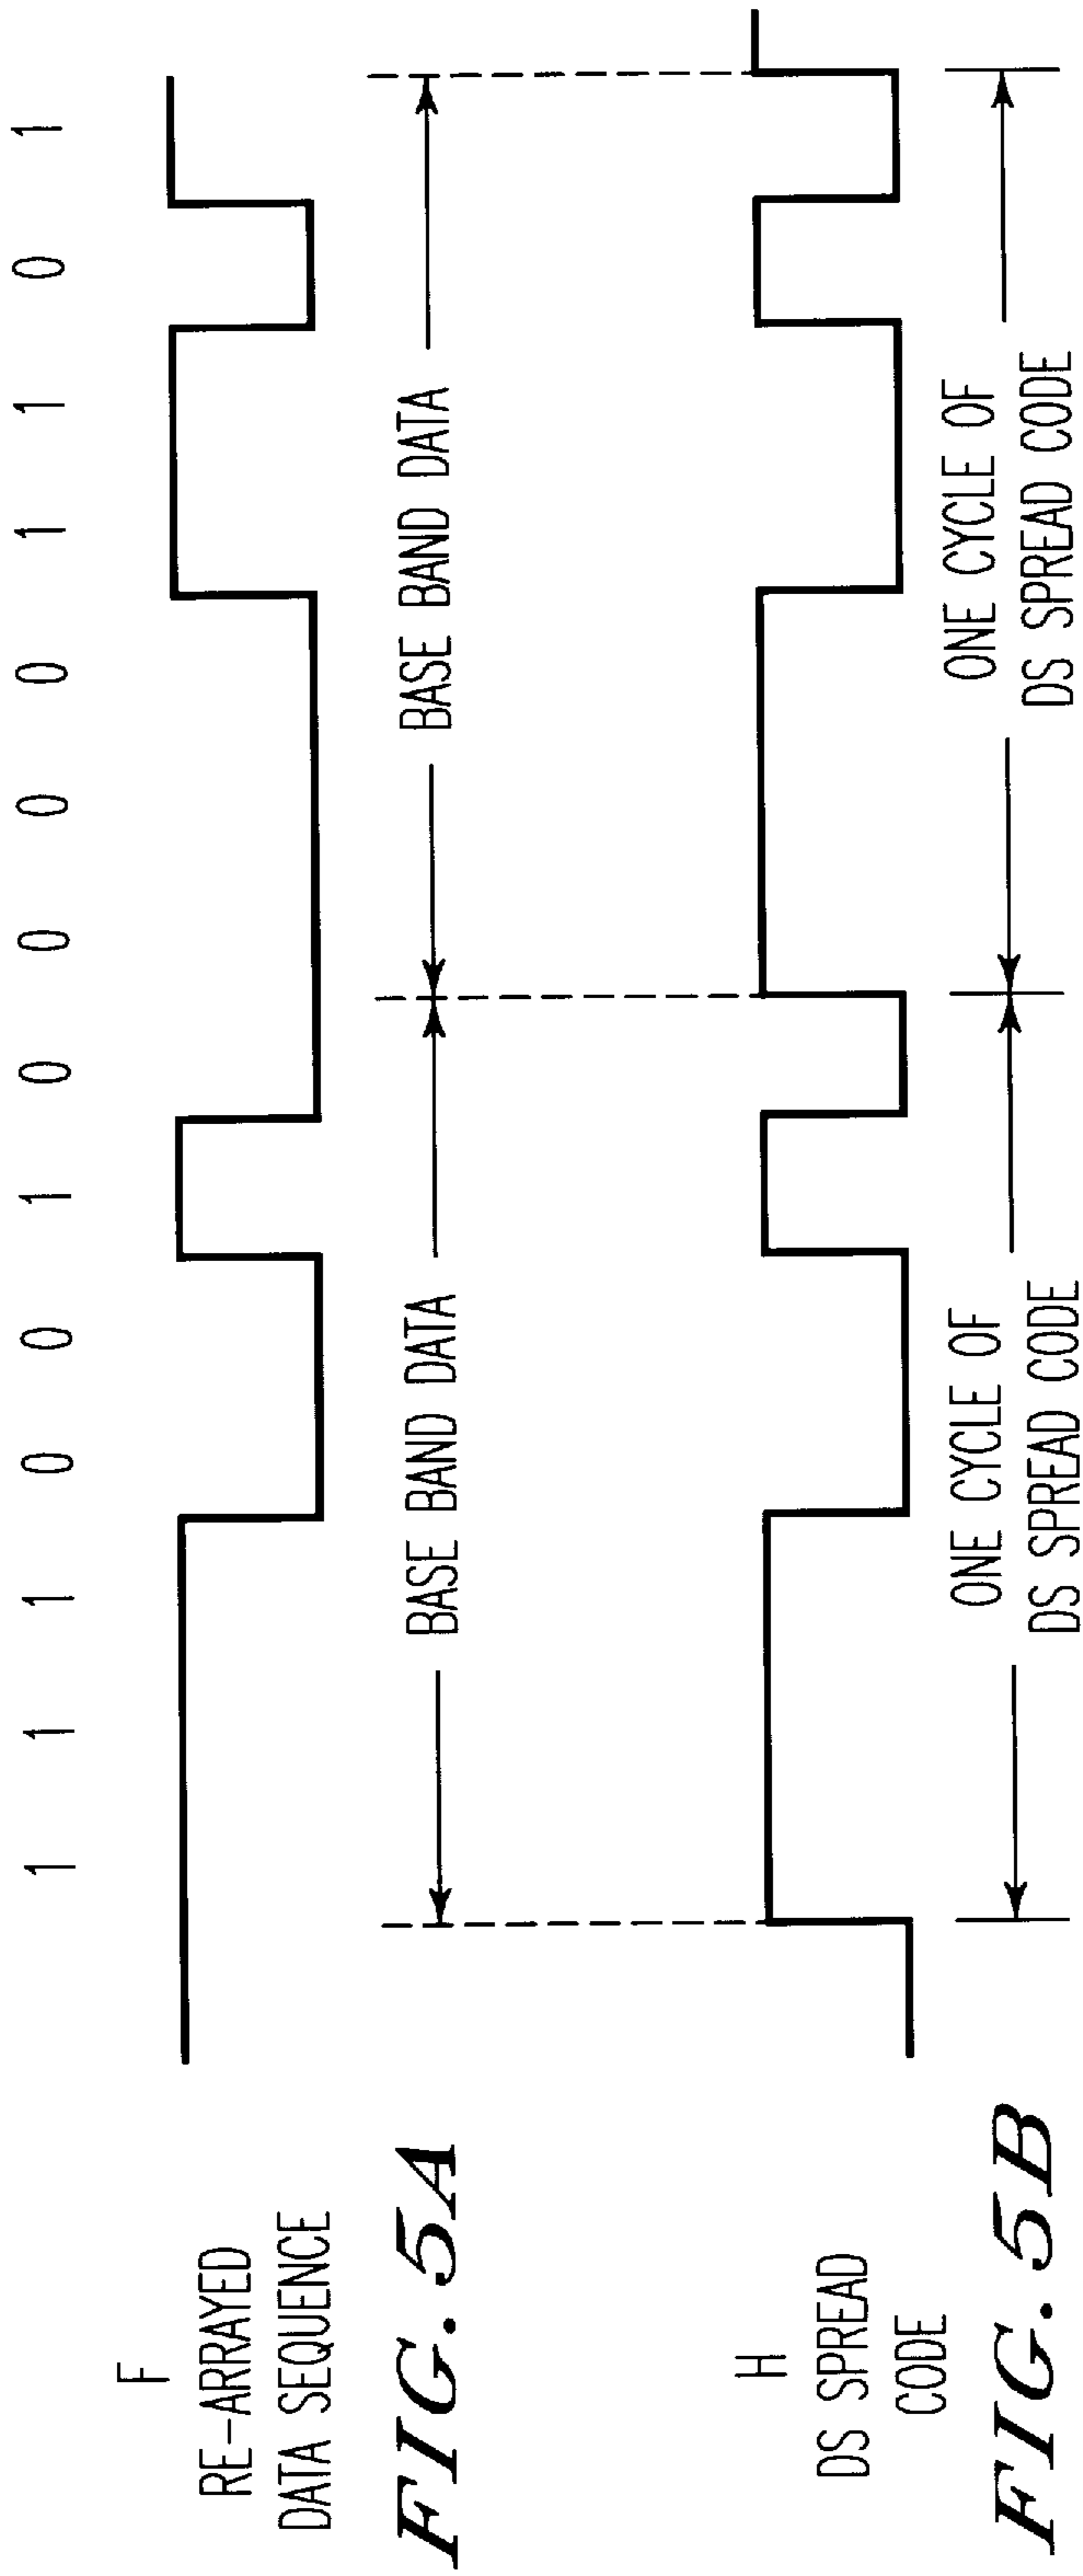 1 1 1 0 0 1 0 0 0 0 1 1 0 1
F
RE-ARRAYED
DATA SEQUENCE
BASE BAND DATA
BASE BAND DATA
FIG. 5A
H
DS SPREAD
CODE
ONE CYCLE OF
DS SPREAD CODE
ONE CYCLE OF
DS SPREAD CODE
FIG. 5B